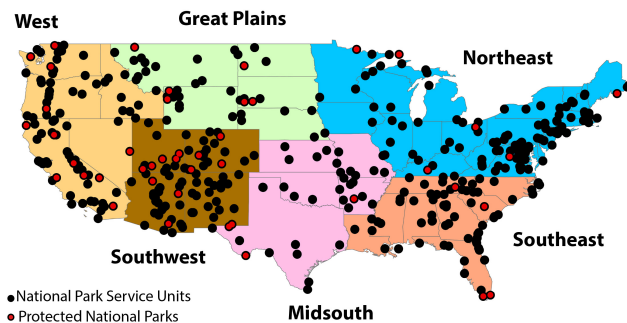 Great Plains
West
Northeast
Southeast
Southwest
National Park Service Units
Protected National Parks
Midsouth